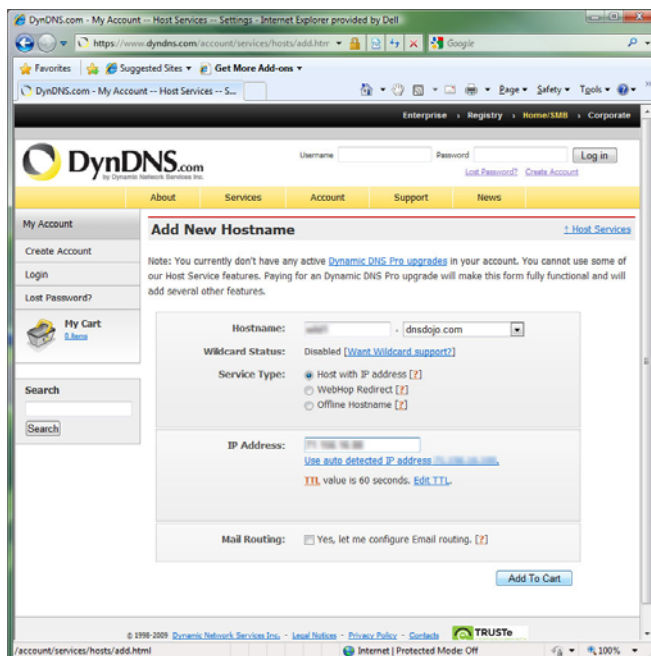 DynDNS.com - My Account -- Host Services -- Settings - Internet Explorer provided by Dell
https://www.dyndns.com/account/services/hosts/add.htm
Google
Favorites
Suggested Sites
Get More Add-ons
DynDNS.com - My Account -- Host Services -- S...
Page
Safety
Tools
Enterprise › Registry › Home/SMB › Corporate
DynDNS.com
by Dynamic Network Services Inc.
Username
Password
Log in
Lost Password? Create Account
About Services Account Support News
My Account
Create Account
Login
Lost Password?
My Cart
0 items
Search
Search
Add New Hostname
↑ Host Services
Note: You currently don't have any active Dynamic DNS Pro upgrades in your account. You cannot use some of
our Host Service features. Paying for an Dynamic DNS Pro upgrade will make this form fully functional and will
add several other features.
Hostname: . dnsdojo.com
Wildcard Status: Disabled [Want Wildcard support?]
Service Type: Host with IP address [?]
WebHop Redirect [?]
Offline Hostname [?]
IP Address:
Use auto detected IP address
TTL value is 60 seconds. Edit TTL.
Mail Routing: Yes, let me configure Email routing. [?]
Add To Cart
© 1998-2009 Dynamic Network Services Inc. - Legal Notices - Privacy Policy - Contacts
TRUSTe
/account/services/hosts/add.html
Internet | Protected Mode: Off
100%